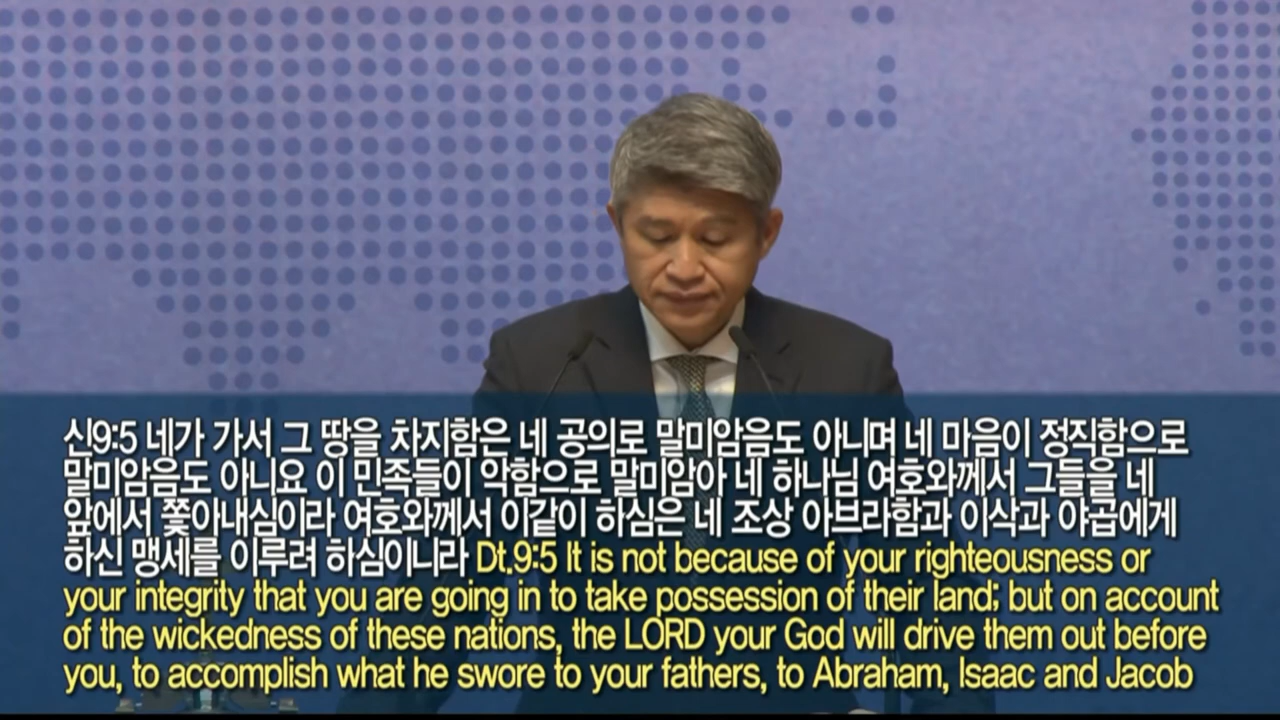 신9:5 네가 가서 그 땅을 차지함은 네 공의로 말미암음도 아니며 네 마음이 정직함으로
말미암음도 아니요 이 민족들이 악함으로 말미암아 네 하나님 여호와께서 그들을 네
앞에서 쫓아내심이라 여호와께서 이같이 하심은 네 조상 아브라함과 이삭과 야곱에게
하신 맹세를 이루려 하심이니라 Dt.9:5 It is not because of your righteousness or
your integrity that you are going in to take possession of their land; but on account
of the wickedness of these nations, the LORD your God will drive them out before
you, to accomplish what he swore to your fathers, to Abraham, Isaac and Jacob